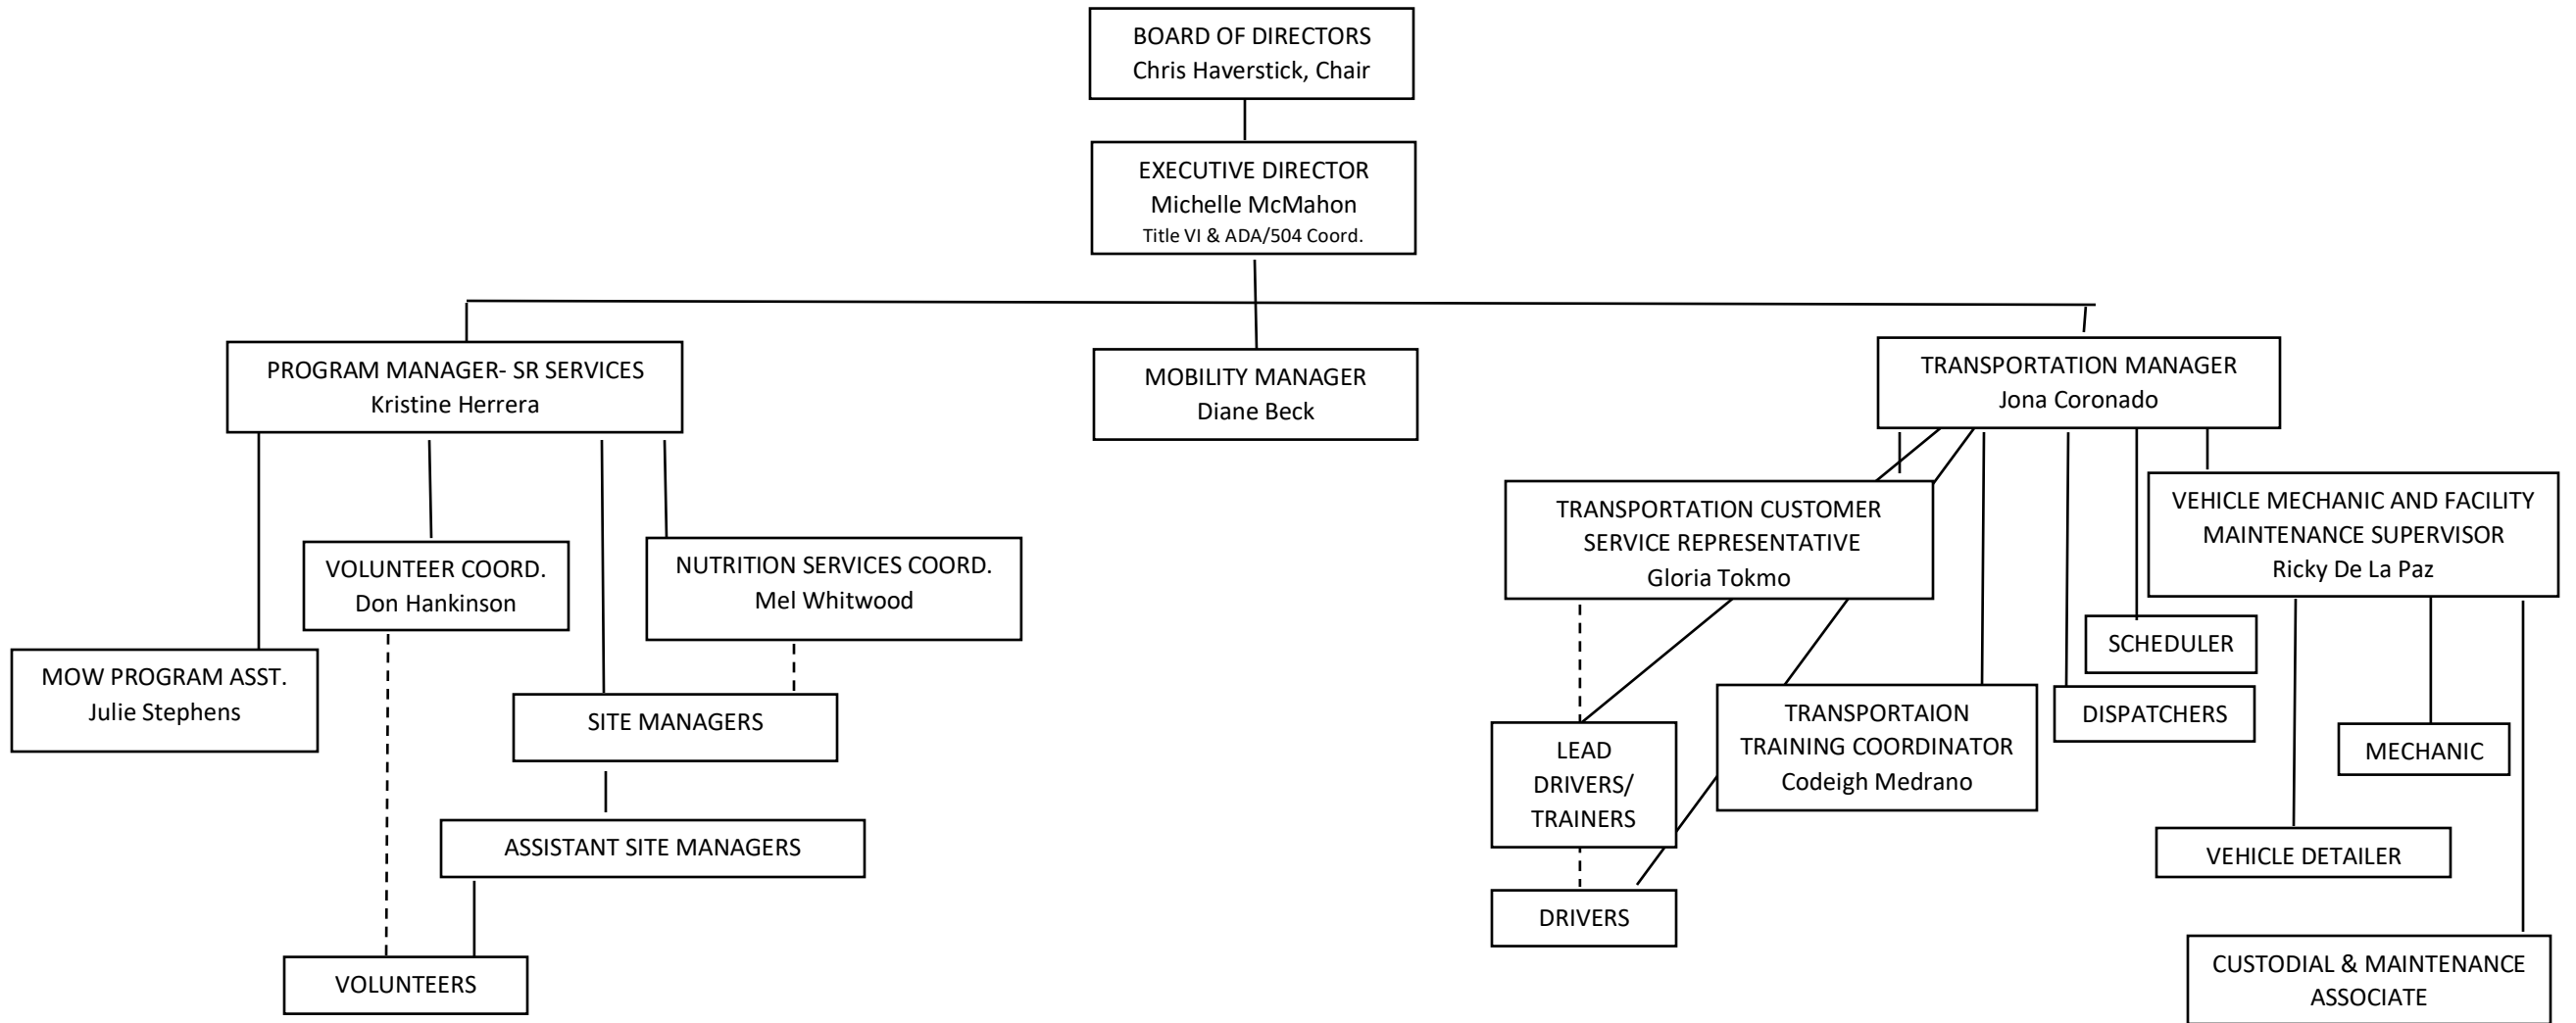 BOARD OF DIRECTORS
Chris Haverstick, Chair
EXECUTIVE DIRECTOR
Michelle McMahon
Title VI & ADA/504 Coord.
PROGRAM MANAGER- SR SERVICES
Kristine Herrera
MOBILITY MANAGER
Diane Beck
TRANSPORTATION MANAGER
Jona Coronado
MOW PROGRAM ASST.
Julie Stephens
VOLUNTEER COORD.
Don Hankinson
NUTRITION SERVICES COORD.
Mel Whitwood
SITE MANAGERS
ASSISTANT SITE MANAGERS
VOLUNTEERS
TRANSPORTATION CUSTOMER
SERVICE REPRESENTATIVE
Gloria Tokmo
VEHICLE MECHANIC AND FACILITY
MAINTENANCE SUPERVISOR
Ricky De La Paz
SCHEDULER
DISPATCHERS
TRANSPORTAION
TRAINING COORDINATOR
Codeigh Medrano
LEAD
DRIVERS/
TRAINERS
DRIVERS
MECHANIC
VEHICLE DETAILER
CUSTODIAL & MAINTENANCE
ASSOCIATE